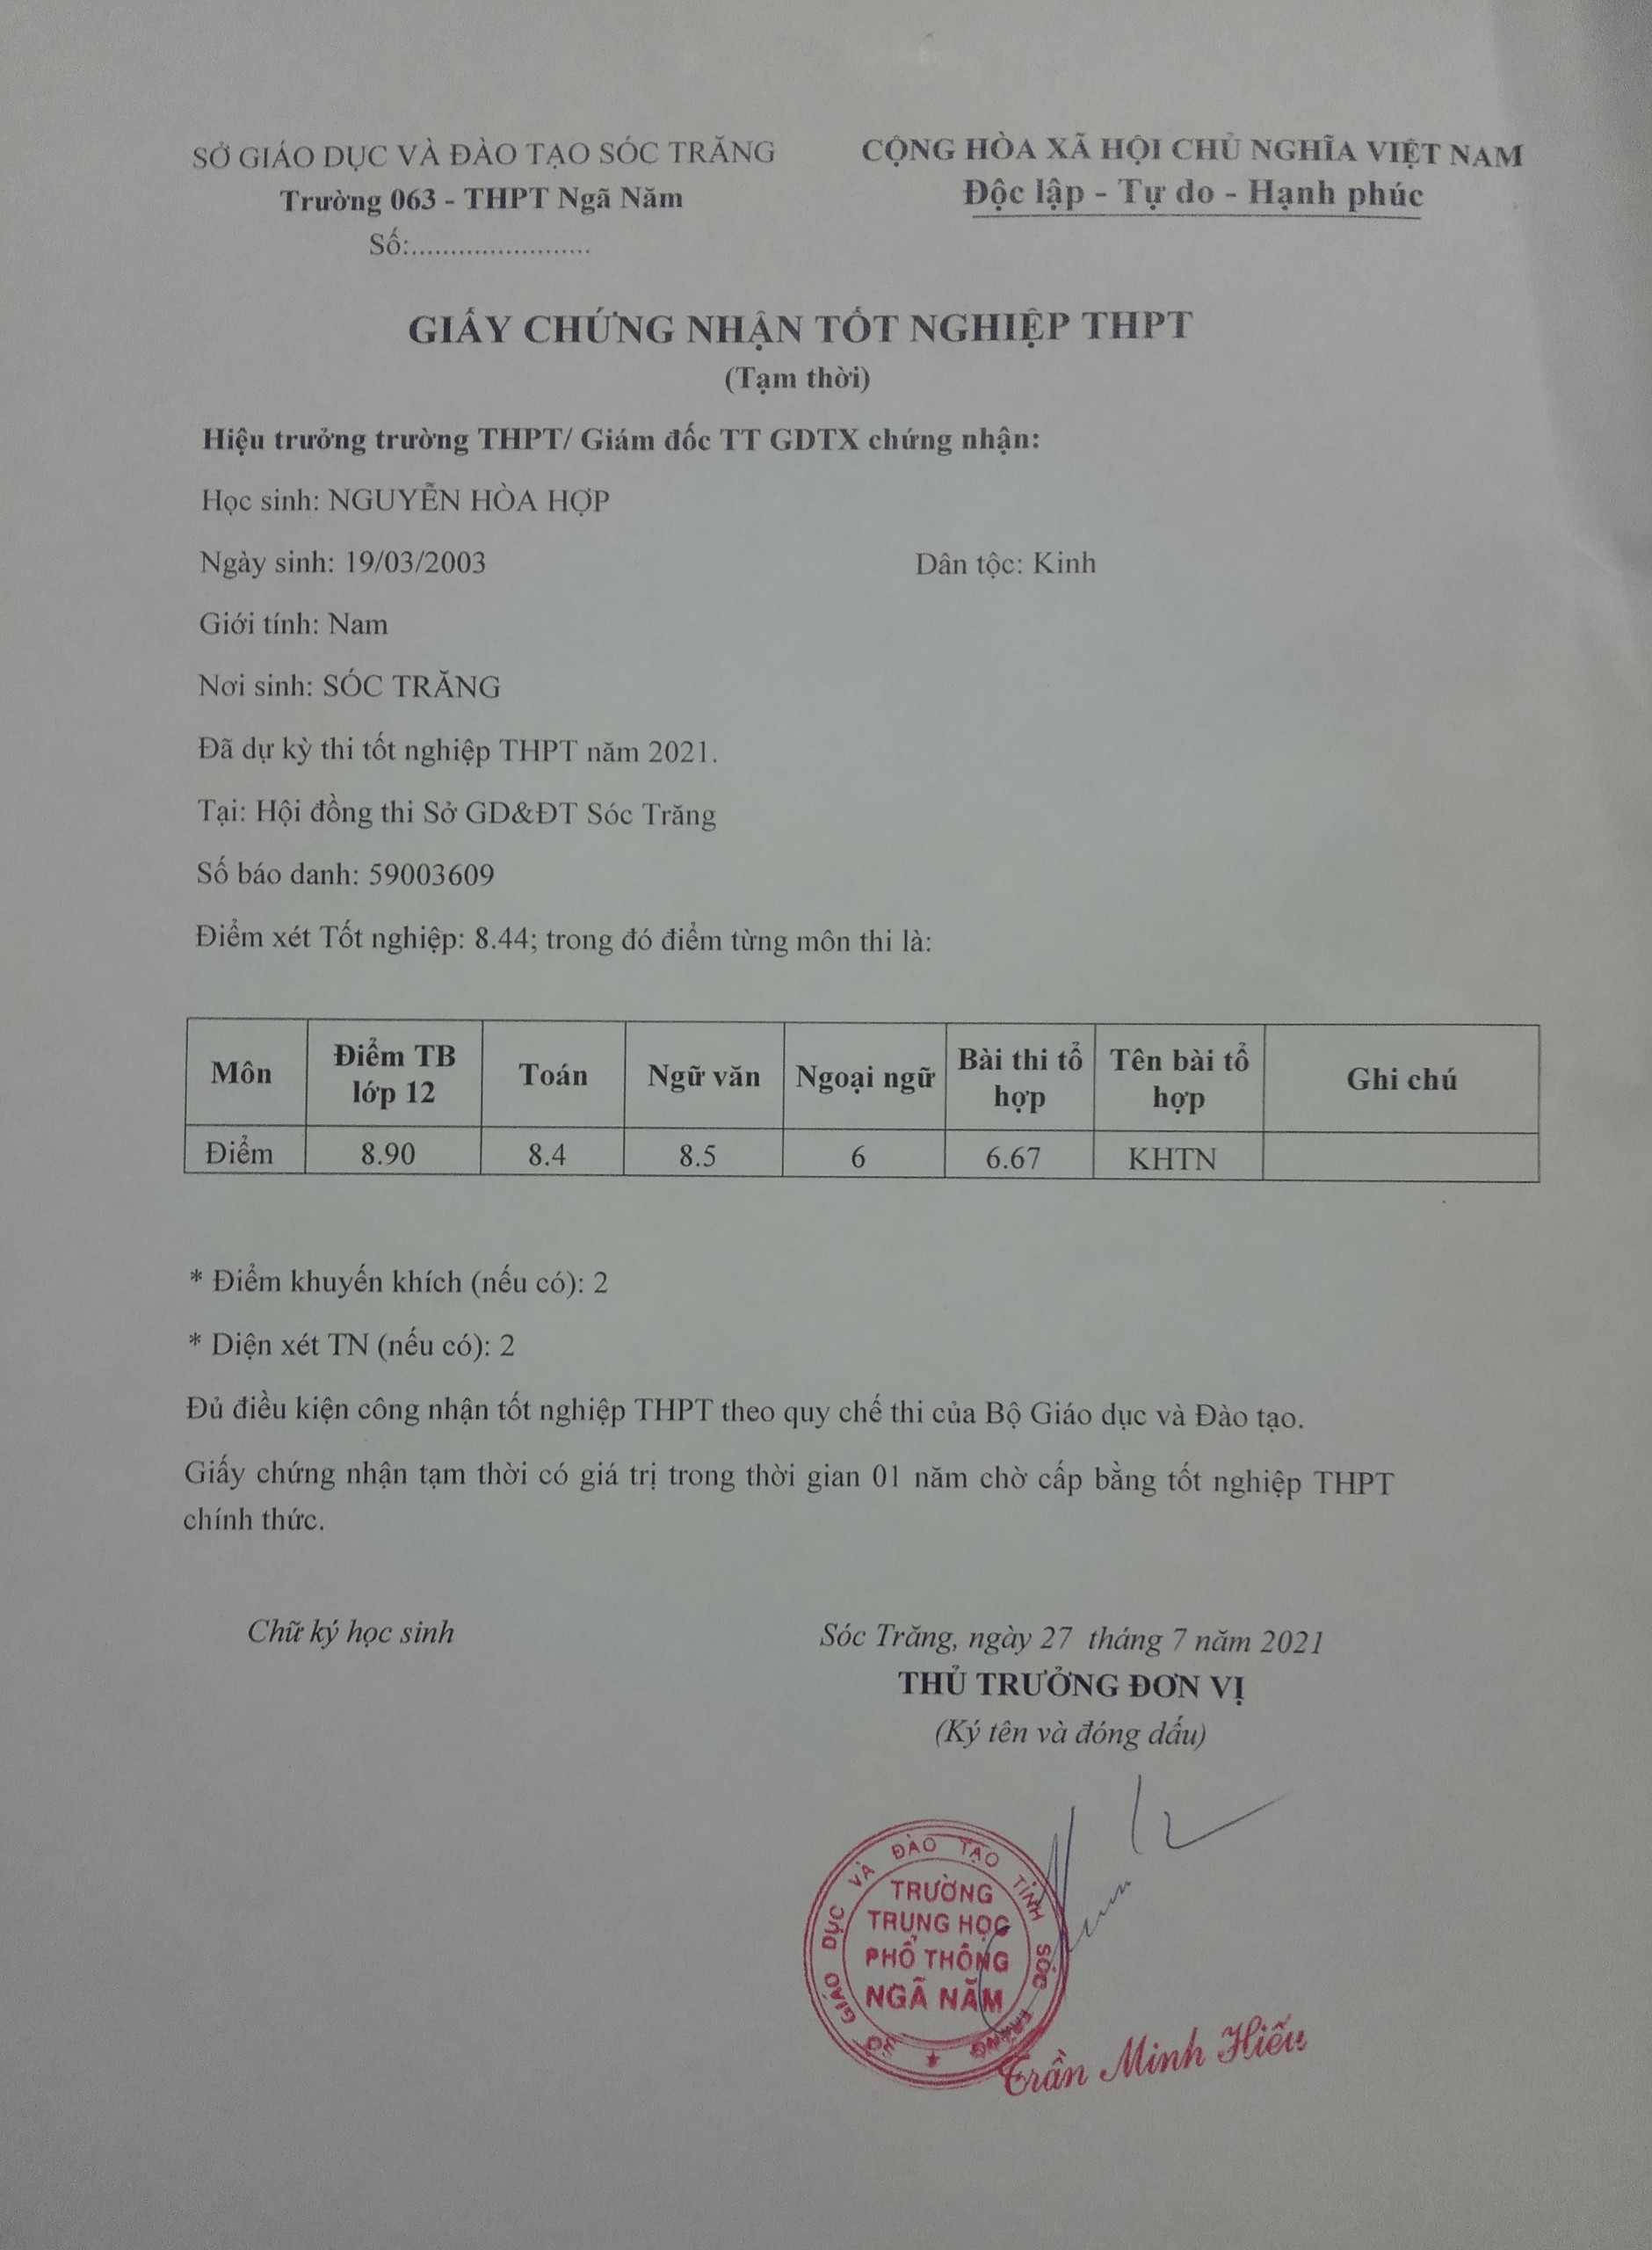 SỞ GIÁO DỤC VÀ ĐÀO TẠO SÓC TRĂNG
Trường 063 - THPT Ngã Năm
Số:.......................
CỘNG HÒA XÃ HỘI CHỦ NGHĨA VIỆT NAM
Độc lập - Tự do - Hạnh phúc
GIẤY CHỨNG NHẬN TỐT NGHIỆP THPT
(Tạm thời)
Hiệu trưởng trường THPT/ Giám đốc TT GDTX chứng nhận:
Học sinh: NGUYỄN HÒA HỢP
Ngày sinh: 19/03/2003 Dân tộc: Kinh
Giới tính: Nam
Nơi sinh: SÓC TRĂNG
Đã dự kỳ thi tốt nghiệp THPT năm 2021.
Tại: Hội đồng thi Sở GD&ĐT Sóc Trăng
Số báo danh: 59003609
Điểm xét Tốt nghiệp: 8.44; trong đó điểm từng môn thi là:
Môn Điểm TB lớp 12 Toán Ngữ văn Ngoại ngữ Bài thi tổ hợp Tên bài tổ hợp Ghi chú
Điểm 8.90 8.4 8.5 6 6.67 KHTN
* Điểm khuyến khích (nếu có): 2
* Diện xét TN (nếu có): 2
Đủ điều kiện công nhận tốt nghiệp THPT theo quy chế thi của Bộ Giáo dục và Đào tạo.
Giấy chứng nhận tạm thời có giá trị trong thời gian 01 năm chờ cấp bằng tốt nghiệp THPT
chính thức.
Chữ ký học sinh
Sóc Trăng, ngày 27 tháng 7 năm 2021
THỦ TRƯỞNG ĐƠN VỊ
(Ký tên và đóng dấu)
SỞ GIÁO DỤC VÀ ĐÀO TẠO TỈNH SÓC TRĂNG
TRƯỜNG
TRUNG HỌC
PHỔ THÔNG
NGÃ NĂM
Trần Minh Hiếu